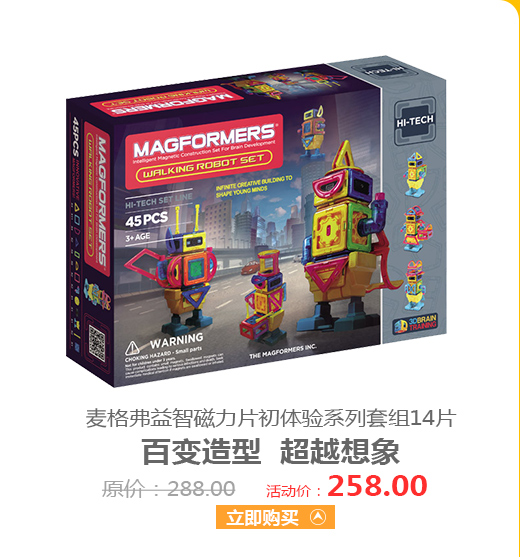 HI-TECH
MAGFORMERS
Intelligent Magnetic Construction Set For Brain Development
WALKING ROBOT SET
INFINITE CREATIVE BUILDING TO
SHAPE YOUNG MINDS
HI-TECH SET LINE
45 PCS
3+ AGE
WARNING
CHOKING HAZARD - Small parts
THE MAGFORMERS INC.
3D BRAIN
TRAINING
MAGFORMERS
WALKING ROBOT SET
45PCS
麦格弗益智磁力片初体验系列套组14片
百变造型 超越想象
原价：288.00 活动价：258.00
立即购买